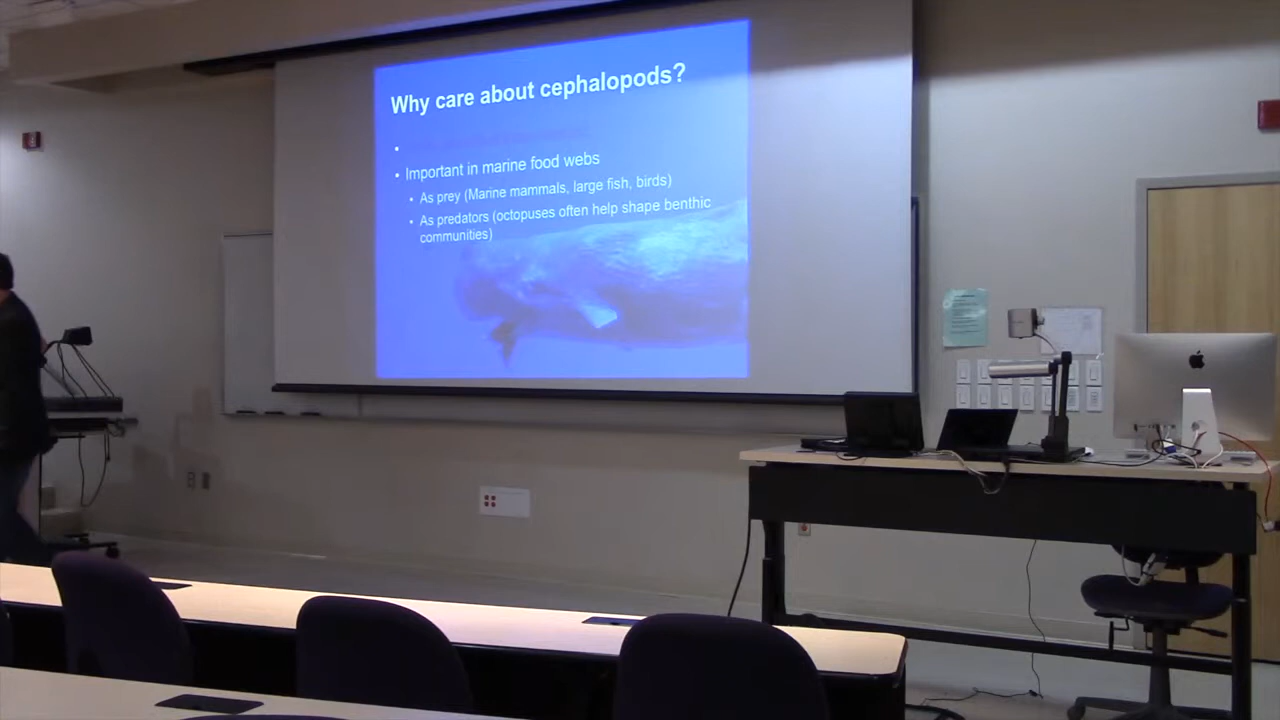 Why care about cephalopods?
•
• Important in marine food webs
• As prey (Marine mammals, large fish, birds)
• As predators (octopuses often help shape benthic
communities)